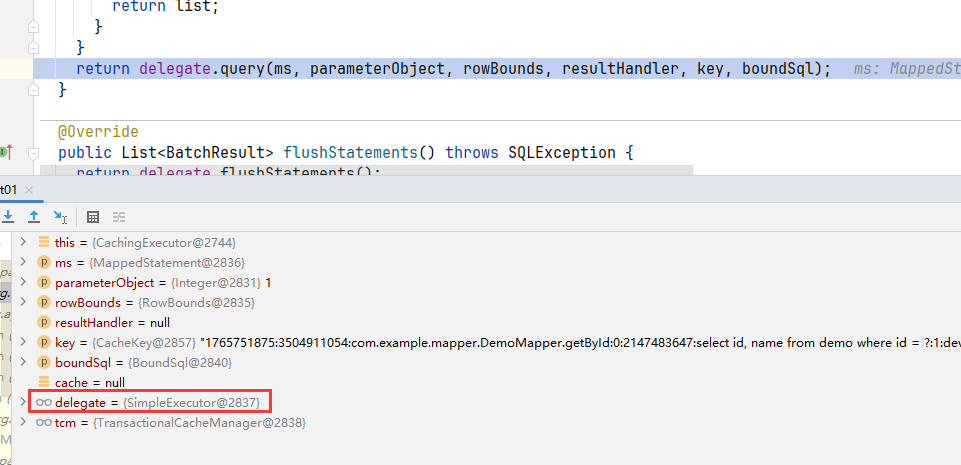 return list;
}
}
return delegate.query(ms, parameterObject, rowBounds, resultHandler, key, boundSql); ms: MappedSt
}
@Override
public List<BatchResult> flushStatements() throws SQLException {
return delegate.flushStatements();
t01
this = {CachingExecutor@2744}
ms = {MappedStatement@2836}
parameterObject = {Integer@2831} 1
rowBounds = {RowBounds@2835}
resultHandler = null
key = {CacheKey@2857} "1765751875:3504911054:com.example.mapper.DemoMapper.getById:0:2147483647:select id, name from demo where id = ?:1:dev
boundSql = {BoundSql@2840}
cache = null
delegate = {SimpleExecutor@2837}
tcm = {TransactionalCacheManager@2838}